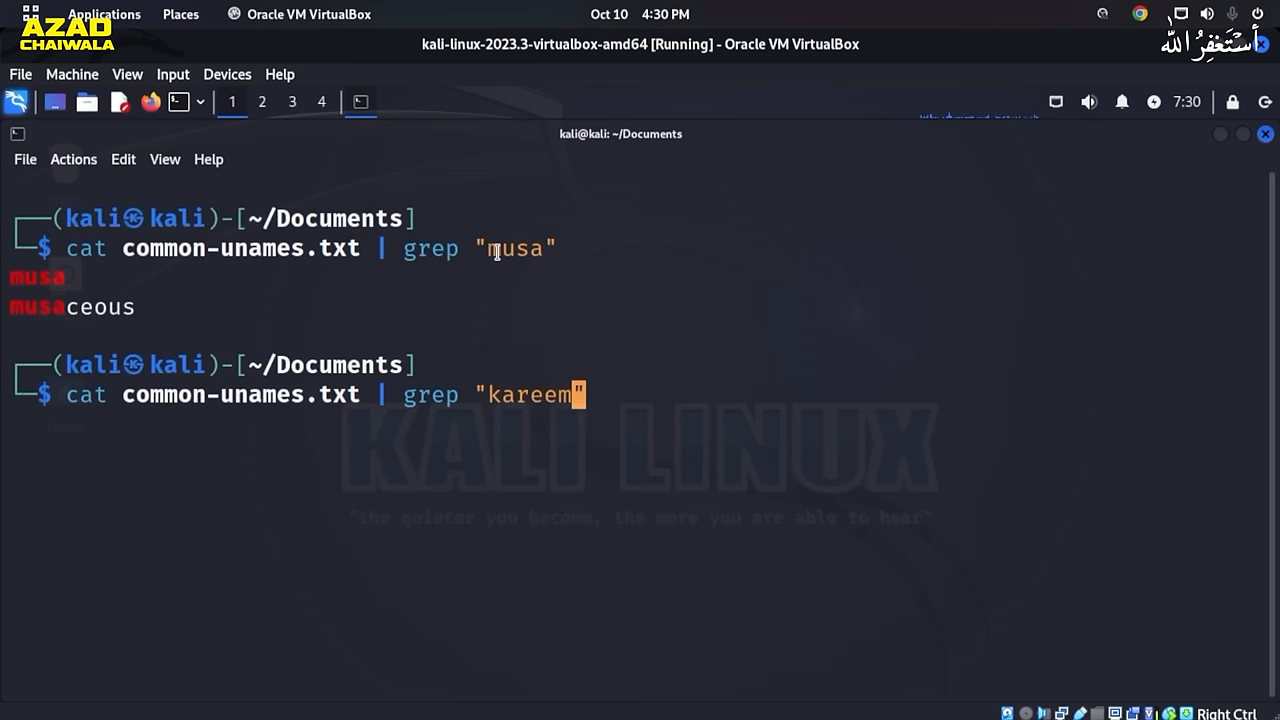 Applications Places Oracle VM VirtualBox Oct 10 4:30 PM
AZAD
CHAIWALA
أستغفر الله
kali-linux-2023.3-virtualbox-amd64 [Running] - Oracle VM VirtualBox
File Machine View Input Devices Help
1 2 3 4 7:30
kali@kali: ~/Documents
File Actions Edit View Help
┌──(kali㉿kali)-[~/Documents]
└─$ cat common-unames.txt | grep "musa"
musa
musaceous
┌──(kali㉿kali)-[~/Documents]
└─$ cat common-unames.txt | grep "kareem"
KALI LINUX
"the quieter you become, the more you are able to hear"
Right Ctrl